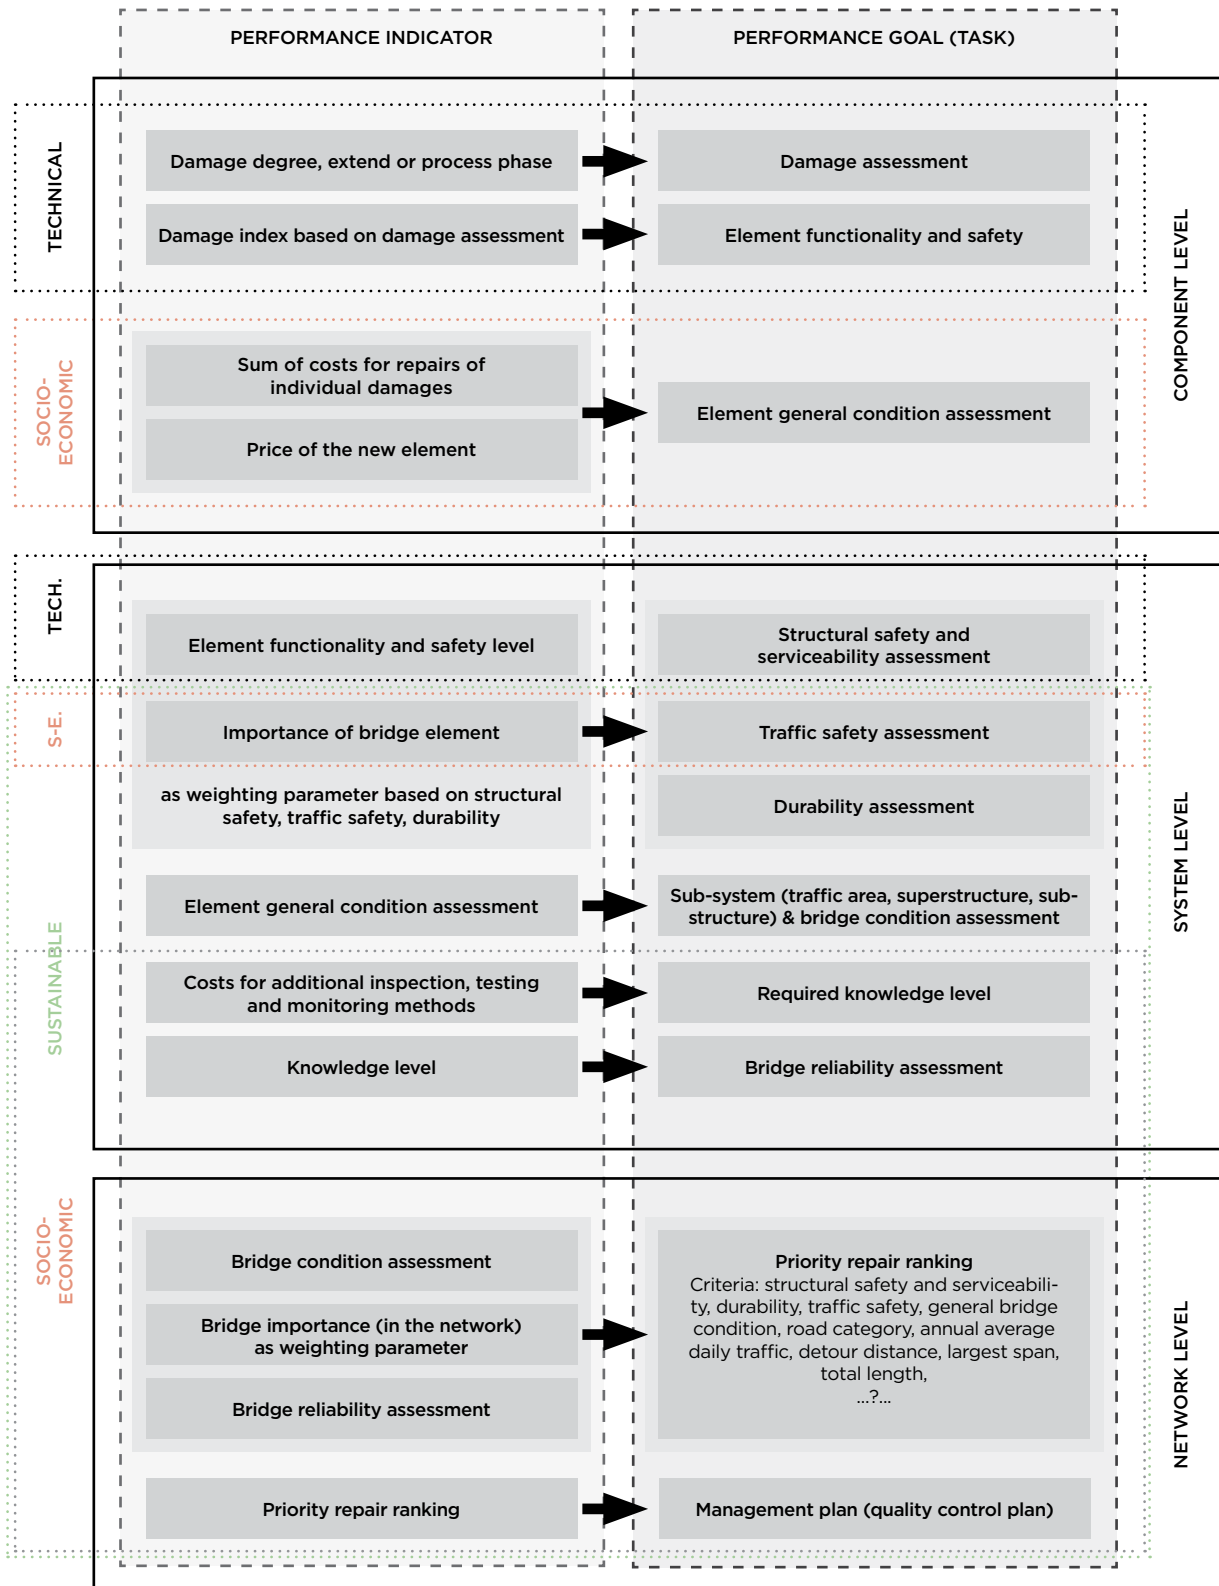 PERFORMANCE INDICATOR
PERFORMANCE GOAL (TASK)
TECHNICAL
Damage degree, extend or process phase
Damage assessment
Damage index based on damage assessment
Element functionality and safety
COMPONENT LEVEL
SOCIO-
ECONOMIC
Sum of costs for repairs of
individual damages
Price of the new element
Element general condition assessment
TECH.
Element functionality and safety level
Structural safety and
serviceability assessment
S-E.
Importance of bridge element
Traffic safety assessment
as weighting parameter based on structural
safety, traffic safety, durability
Durability assessment
SYSTEM LEVEL
SUSTAINABLE
Element general condition assessment
Sub-system (traffic area, superstructure, sub-
structure) & bridge condition assessment
Costs for additional inspection, testing
and monitoring methods
Required knowledge level
Knowledge level
Bridge reliability assessment
SOCIO-
ECONOMIC
Bridge condition assessment
Bridge importance (in the network)
as weighting parameter
Bridge reliability assessment
Priority repair ranking
Criteria: structural safety and serviceabili-
ty, durability, traffic safety, general bridge
condition, road category, annual average
daily traffic, detour distance, largest span,
total length,
...?...
NETWORK LEVEL
Priority repair ranking
Management plan (quality control plan)